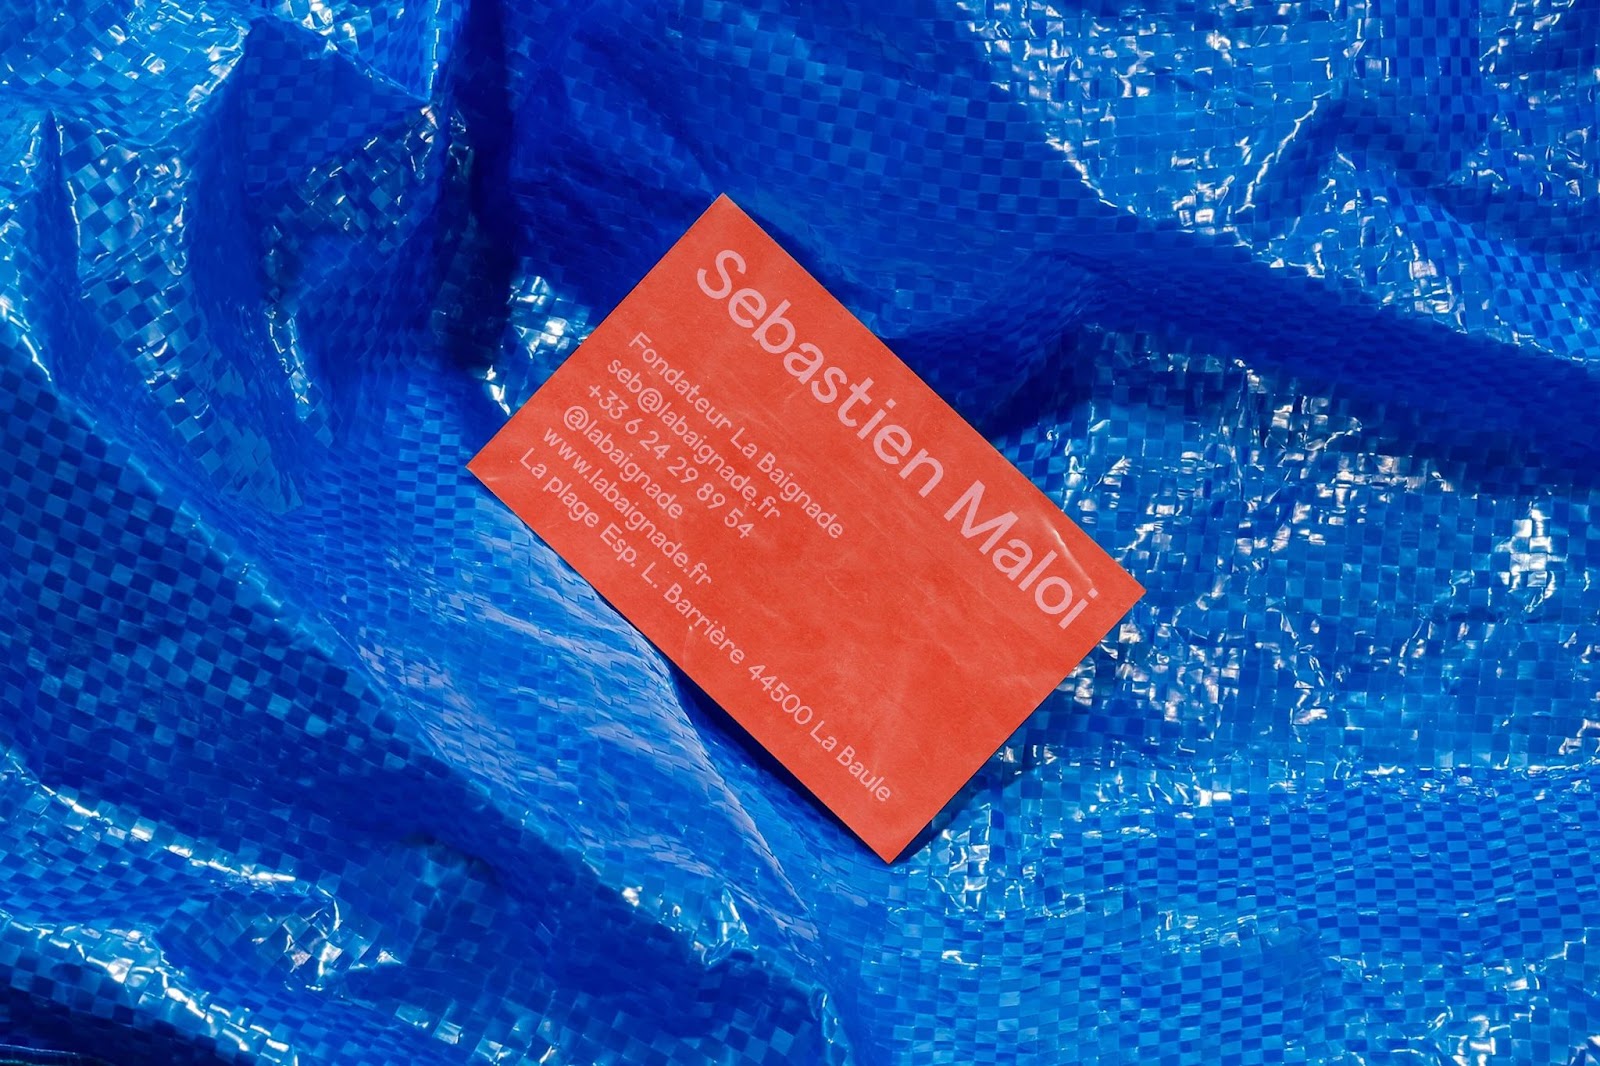 Sebastien Maloi
Fondateur La Baignade
seb@labaignade.fr
+33 6 24 29 89 54
@labaignade
www.labaignade.fr
La plage Esp. L. Barrière 44500 La Baule